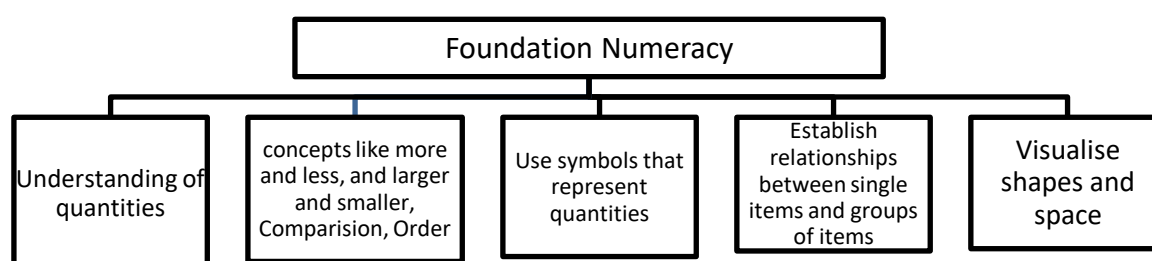 Foundation Numeracy
Understanding of
quantities
concepts like more
and less, and larger
and smaller,
Comparision, Order
Use symbols that
represent
quantities
Establish
relationships
between single
items and groups
of items
Visualise
shapes and
space